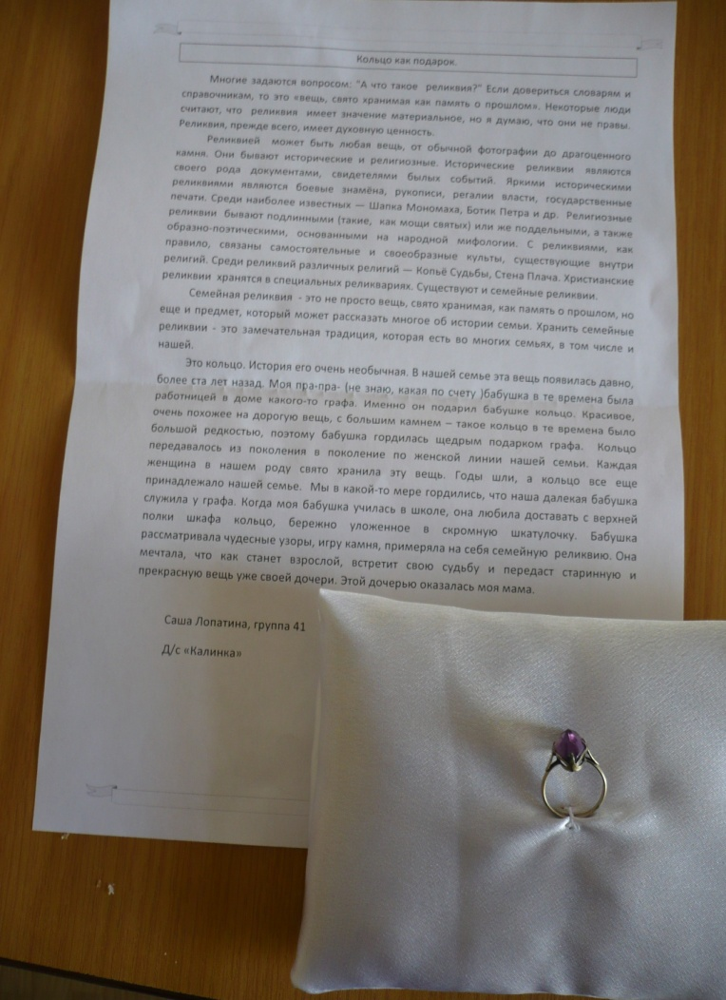 Кольцо как подарок.
Многие задаются вопросом: "А что такое реликвия?" Если довериться словарям и
справочникам, то это «вещь, свято хранимая как память о прошлом». Некоторые люди
считают, что реликвия имеет значение материальное, но я думаю, что они не правы.
Реликвия, прежде всего, имеет духовную ценность.
Реликвией может быть любая вещь, от обычной фотографии до драгоценного
камня. Они бывают исторические и религиозные. Исторические реликвии являются
своего рода документами, свидетелями былых событий. Яркими историческими
реликвиями являются боевые знамёна, рукописи, регалии власти, государственные
печати. Среди наиболее известных — Шапка Мономаха, Ботик Петра и др. Религиозные
реликвии бывают подлинными (такие, как мощи святых) или же поддельными, а также
образно-поэтическими, основанными на народной мифологии. С реликвиями, как
правило, связаны самостоятельные и своеобразные культы, существующие внутри
религий. Среди реликвий различных религий — Копьё Судьбы, Стена Плача. Христианские
реликвии хранятся в специальных реликвариях. Существуют и семейные реликвии.
Семейная реликвия - это не просто вещь, свято хранимая, как память о прошлом, но
еще и предмет, который может рассказать многое об истории семьи. Хранить семейные
реликвии - это замечательная традиция, которая есть во многих семьях, в том числе и
нашей.
Это кольцо. История его очень необычная. В нашей семье эта вещь появилась давно,
более ста лет назад. Моя пра-пра- (не знаю, какая по счету )бабушка в те времена была
работницей в доме какого-то графа. Именно он подарил бабушке кольцо. Красивое,
очень похожее на дорогую вещь, с большим камнем – такое кольцо в те времена было
большой редкостью, поэтому бабушка гордилась щедрым подарком графа. Кольцо
передавалось из поколения в поколение по женской линии нашей семьи. Каждая
женщина в нашем роду свято хранила эту вещь. Годы шли, а кольцо все еще
принадлежало нашей семье. Мы в какой-то мере гордились, что наша далекая бабушка
служила у графа. Когда моя бабушка училась в школе, она любила доставать с верхней
полки шкафа кольцо, бережно уложенное в скромную шкатулочку. Бабушка
рассматривала чудесные узоры, игру камня, примеряла на себя семейную реликвию. Она
мечтала, что как станет взрослой, встретит свою судьбу и передаст старинную и
прекрасную вещь уже своей дочери. Этой дочерью оказалась моя мама.
Саша Лопатина, группа 41
Д/с «Калинка»